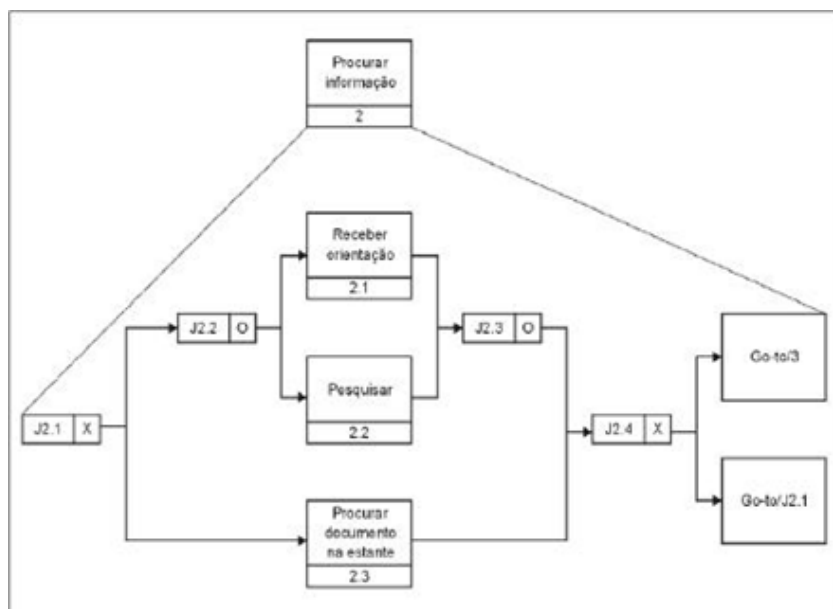 Procurar
informação
2
Receber
orientação
2.1
J2.2 O
J2.3 O
Go-to/3
Pesquisar
2.2
J2.1 X
J2.4 X
Procurar
documento
na estante
2.3
Go-to/J2.1